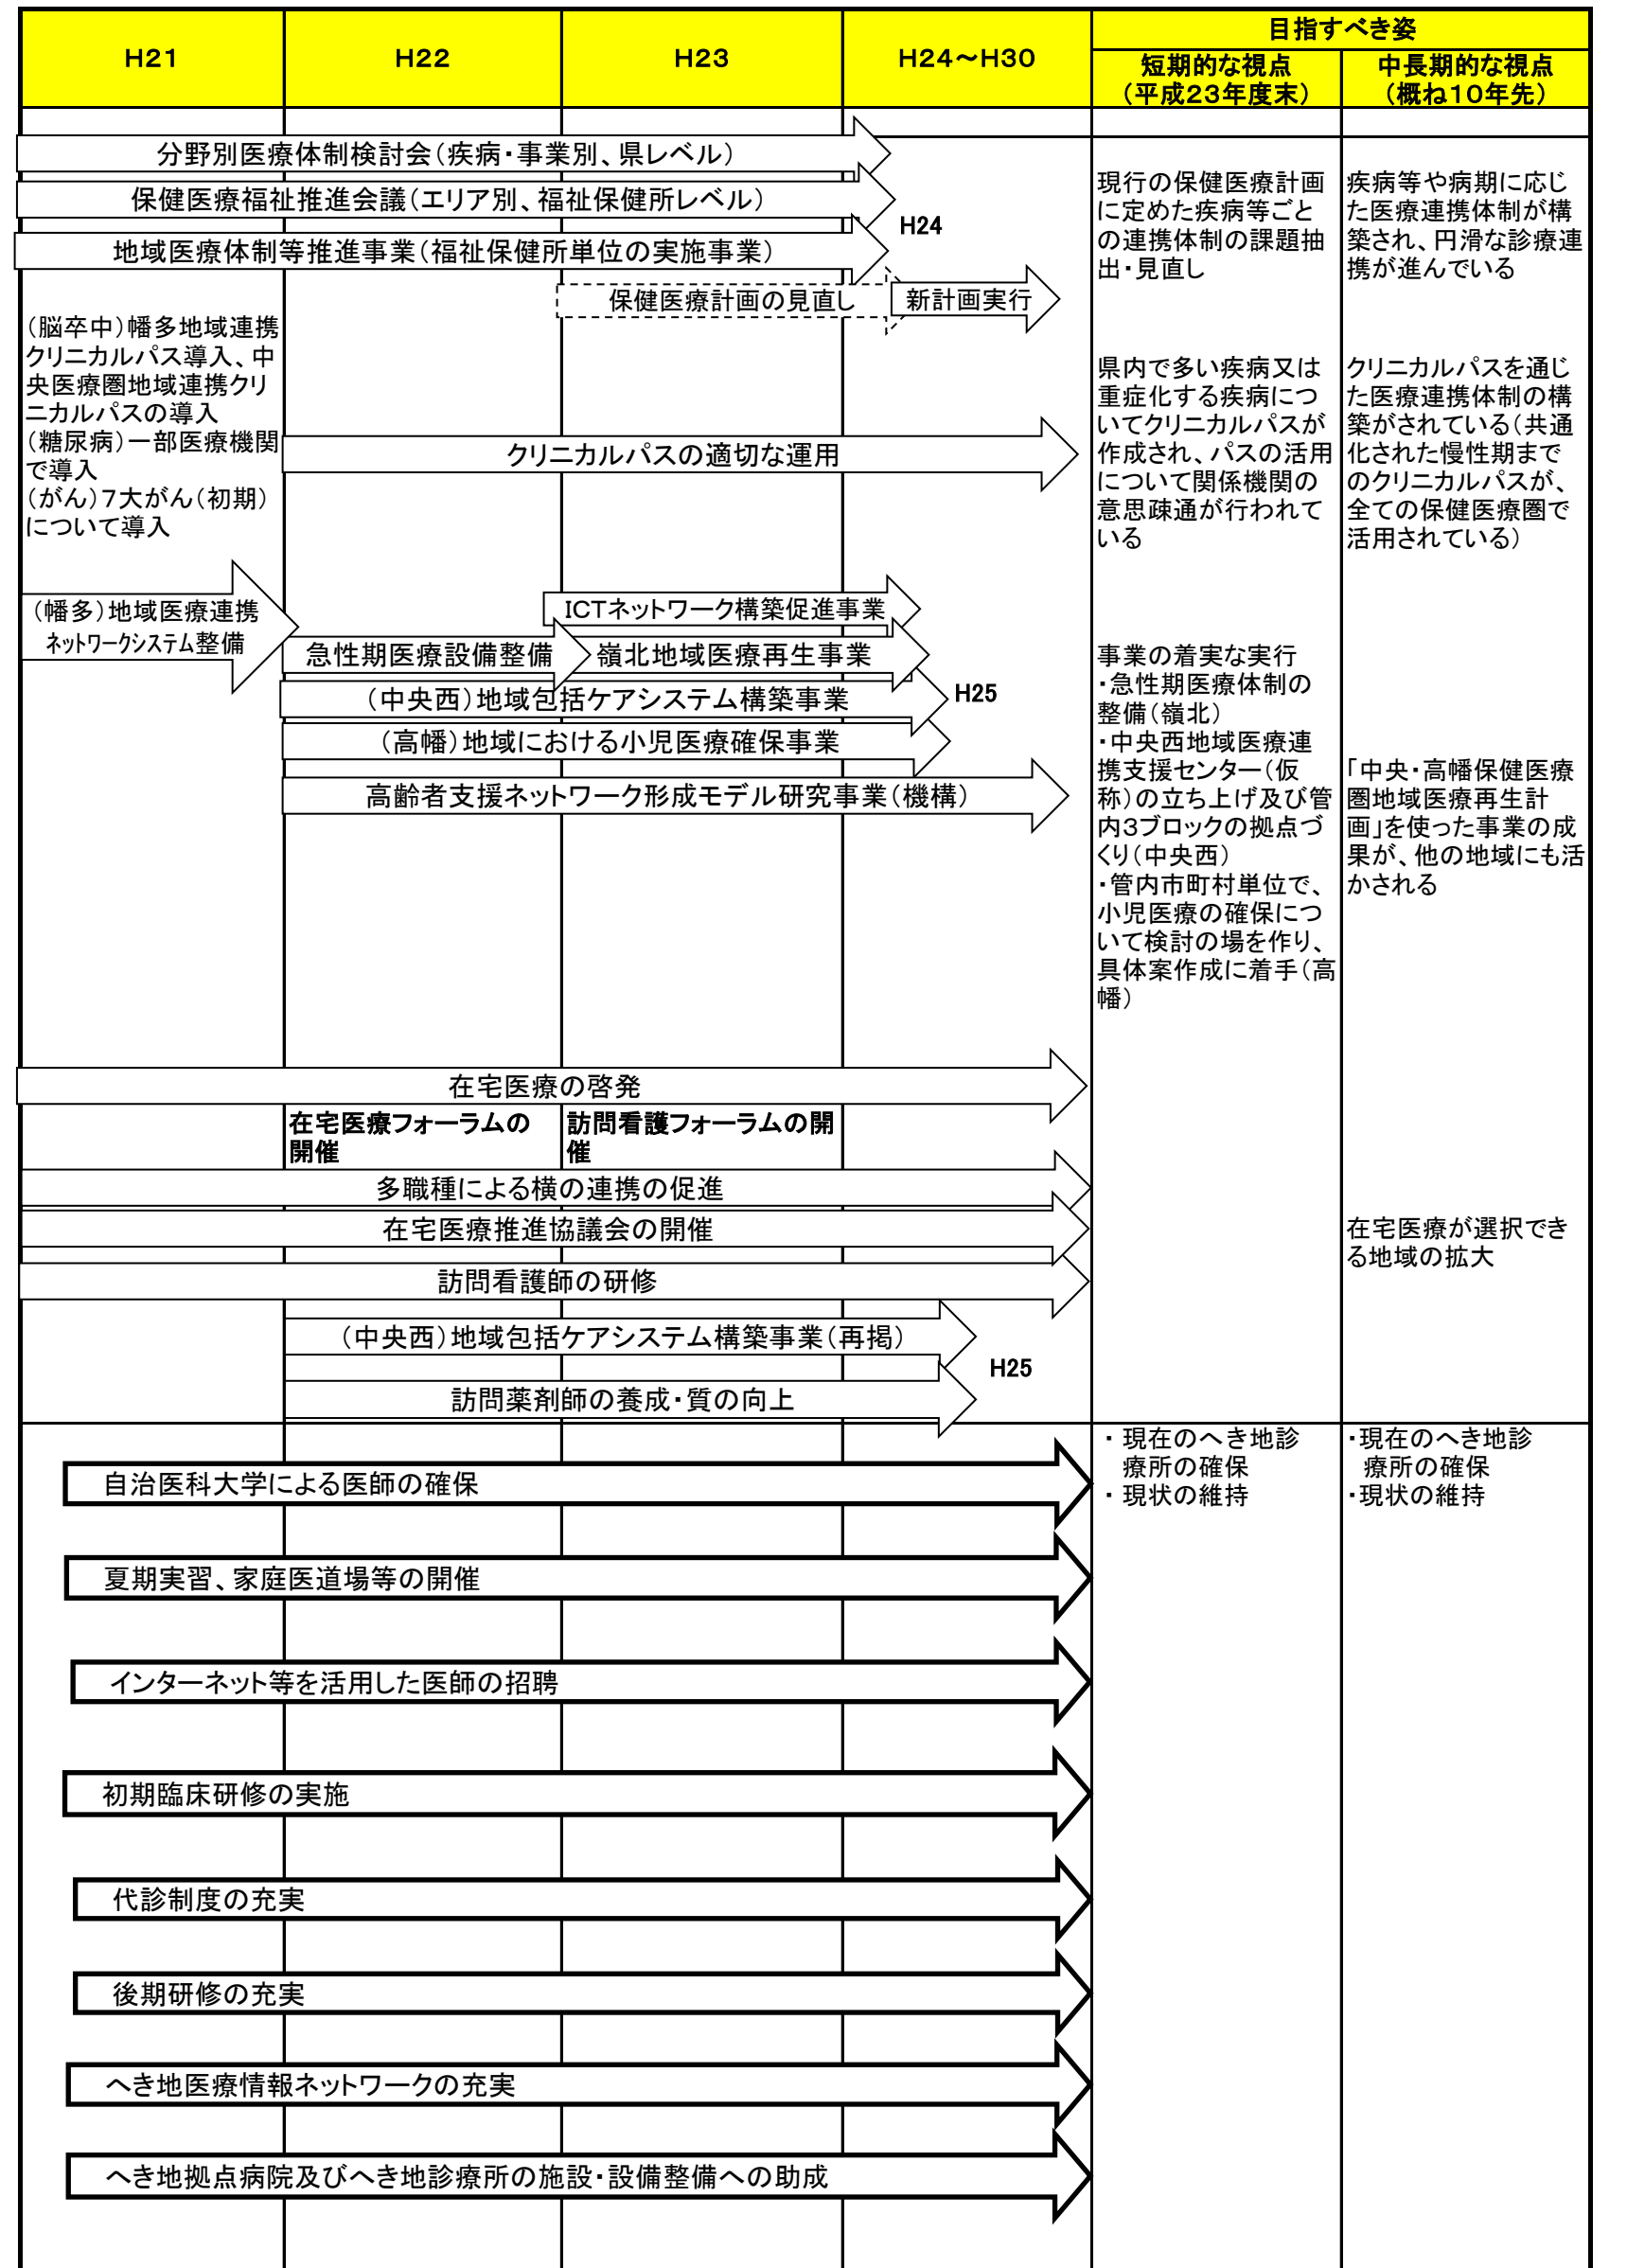 H21
H22
H23
H24～H30
目指すべき姿
短期的な視点
（平成23年度末）
中長期的な視点
（概ね10年先）
分野別医療体制検討会（疾病・事業別、県レベル）
保健医療福祉推進会議（エリア別、福祉保健所レベル）
地域医療体制等推進事業（福祉保健所単位の実施事業）
H24
保健医療計画の見直し
新計画実行
現行の保健医療計画
に定めた疾病等ごと
の連携体制の課題抽
出・見直し
疾病等や病期に応じ
た医療連携体制が構
築され、円滑な診療連
携が進んでいる
（脳卒中）幡多地域連携
クリニカルパス導入、中
央医療圏地域連携クリ
ニカルパスの導入
（糖尿病）一部医療機関
で導入
（がん）７大がん（初期）
について導入
クリニカルパスの適切な運用
県内で多い疾病又は
重症化する疾病につ
いてクリニカルパスが
作成され、パスの活用
について関係機関の
意思疎通が行われて
いる
クリニカルパスを通じ
た医療連携体制の構
築がされている（共通
化された慢性期まで
のクリニカルパスが、
全ての保健医療圏で
活用されている）
（幡多）地域医療連携
ネットワークシステム整備
ICTネットワーク構築促進事業
急性期医療設備整備
嶺北地域医療再生事業
（中央西）地域包括ケアシステム構築事業
H25
（高幡）地域における小児医療確保事業
高齢者支援ネットワーク形成モデル研究事業（機構）
事業の着実な実行
・急性期医療体制の
整備（嶺北）
・中央西地域医療連
携支援センター（仮
称）の立ち上げ及び管
内3ブロックの拠点づ
くり（中央西）
・管内市町村単位で、
小児医療の確保につ
いて検討の場を作り、
具体案作成に着手（高
幡）
「中央・高幡保健医療
圏地域医療再生計
画」を使った事業の成
果が、他の地域にも活
かされる
在宅医療の啓発
在宅医療フォーラムの
開催
訪問看護フォーラムの開
催
多職種による横の連携の促進
在宅医療推進協議会の開催
訪問看護師の研修
（中央西）地域包括ケアシステム構築事業（再掲）
H25
訪問薬剤師の養成・質の向上
在宅医療が選択でき
る地域の拡大
・ 現在のへき地診
療所の確保
・ 現状の維持
・現在のへき地診
療所の確保
・現状の維持
自治医科大学による医師の確保
夏期実習、家庭医道場等の開催
インターネット等を活用した医師の招聘
初期臨床研修の実施
代診制度の充実
後期研修の充実
へき地医療情報ネットワークの充実
へき地拠点病院及びへき地診療所の施設・設備整備への助成